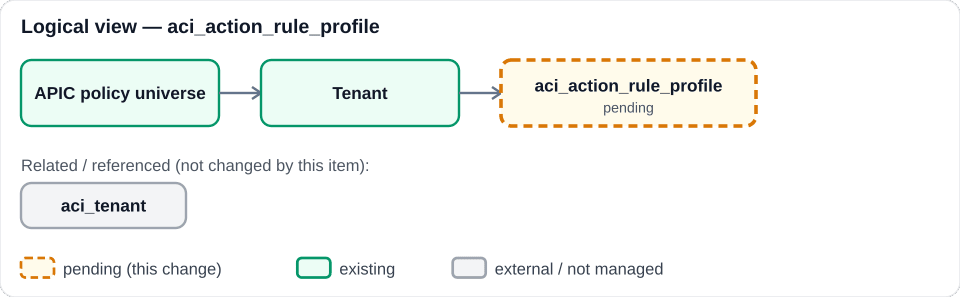 Logical view — aci_action_rule_profile
APIC policy universe
Tenant
aci_action_rule_profile
pending
Related / referenced (not changed by this item):
aci_tenant
pending (this change)
existing
external / not managed